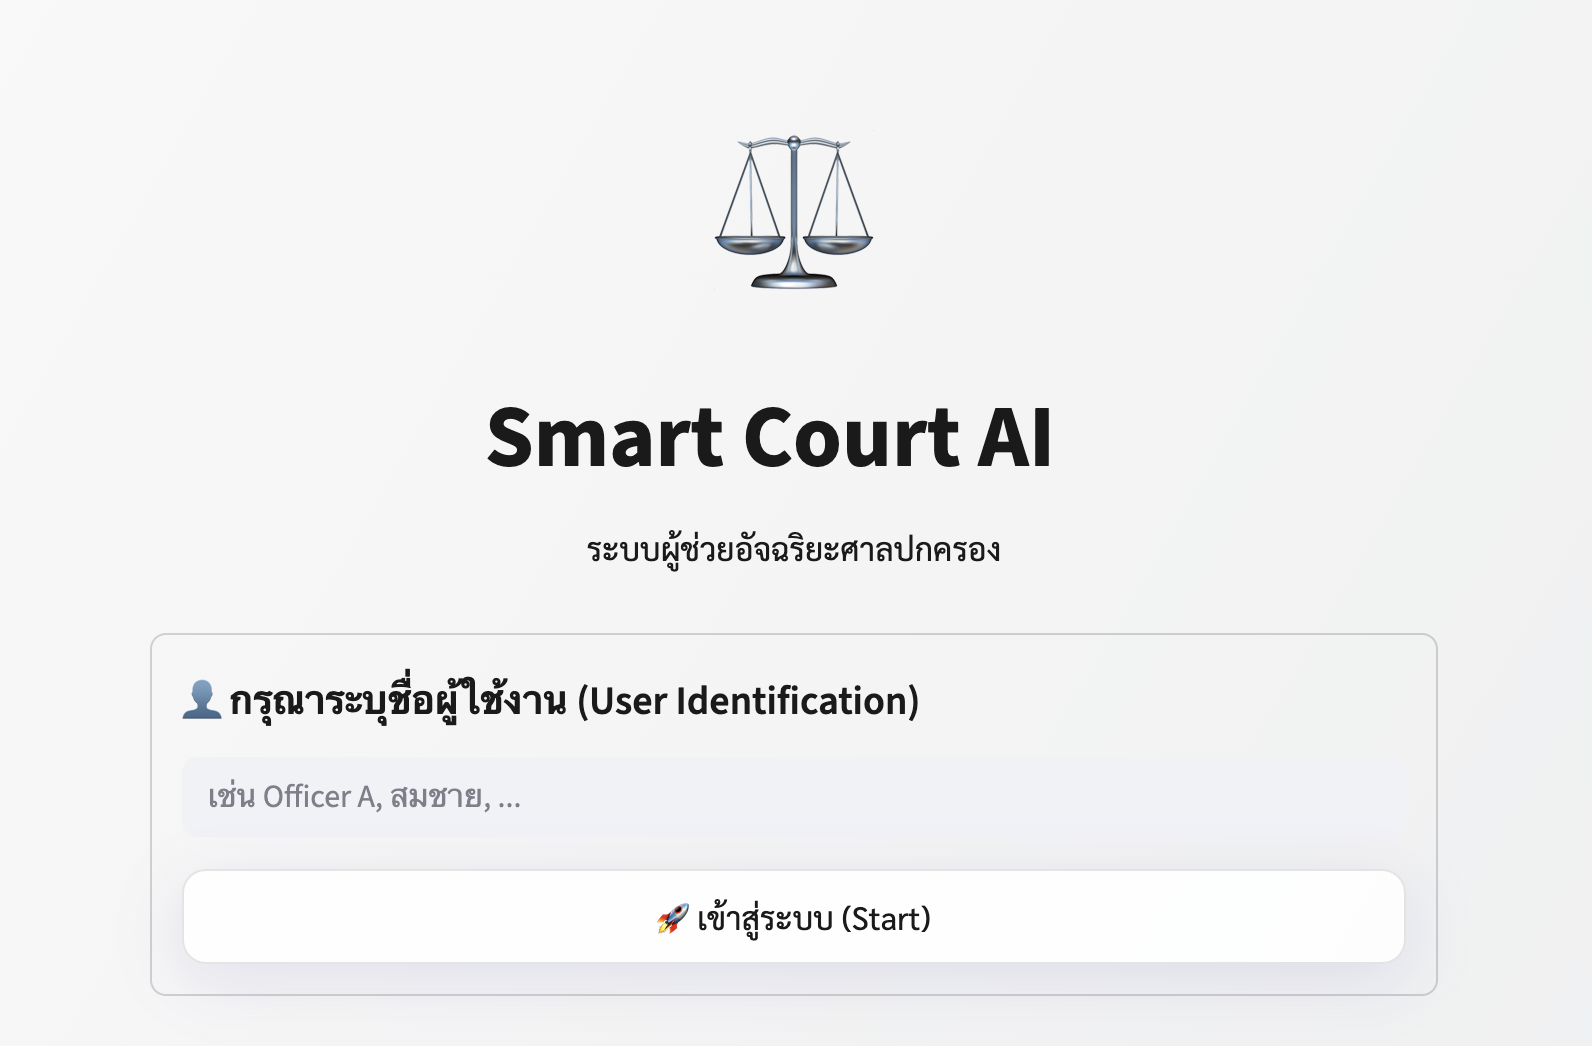 Smart Court AI
ระบบผู้ช่วยอัจฉริยะศาลปกครอง
กรุณาระบุชื่อผู้ใช้งาน (User Identification)
เช่น Officer A, สมชาย, ...
เข้าสู่ระบบ (Start)